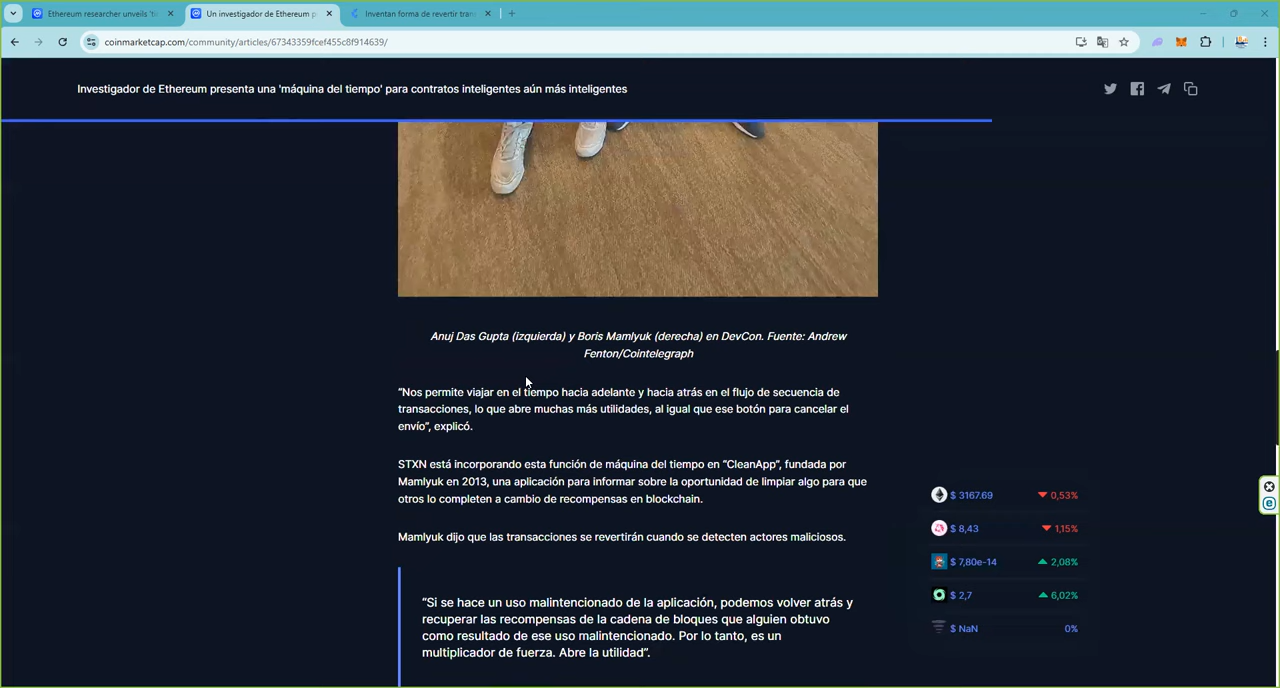 Ethereum researcher unveils 'ti
Un investigador de Ethereum p
Inventan forma de revertir tran
coinmarketcap.com/community/articles/67343359fcef455c8f914639/
Investigador de Ethereum presenta una 'máquina del tiempo' para contratos inteligentes aún más inteligentes
Anuj Das Gupta (izquierda) y Boris Mamlyuk (derecha) en DevCon. Fuente: Andrew
Fenton/Cointelegraph
“Nos permite viajar en el tiempo hacia adelante y hacia atrás en el flujo de secuencia de
transacciones, lo que abre muchas más utilidades, al igual que ese botón para cancelar el
envío”, explicó.
STXN está incorporando esta función de máquina del tiempo en “CleanApp”, fundada por
Mamlyuk en 2013, una aplicación para informar sobre la oportunidad de limpiar algo para que
otros lo completen a cambio de recompensas en blockchain.
Mamlyuk dijo que las transacciones se revertirán cuando se detecten actores maliciosos.
“Si se hace un uso malintencionado de la aplicación, podemos volver atrás y
recuperar las recompensas de la cadena de bloques que alguien obtuvo
como resultado de ese uso malintencionado. Por lo tanto, es un
multiplicador de fuerza. Abre la utilidad”.
$ 3167.69 0,53%
$ 8,43 1,15%
$ 7,80e-14 2,08%
$ 2,7 6,02%
$ NaN 0%